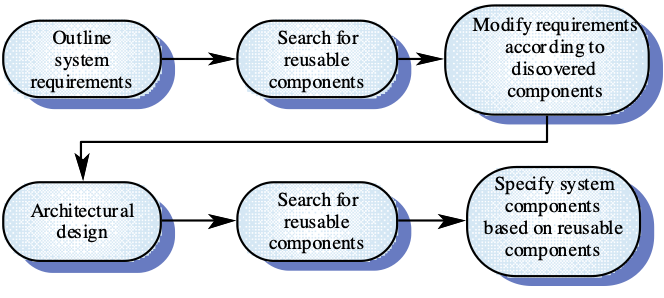 Outline
system
requirements
Search for
reusable
components
Modify requirements
according to
discovered
components
Architectural
design
Search for
reusable
components
Specify system
components
based on reusable
components